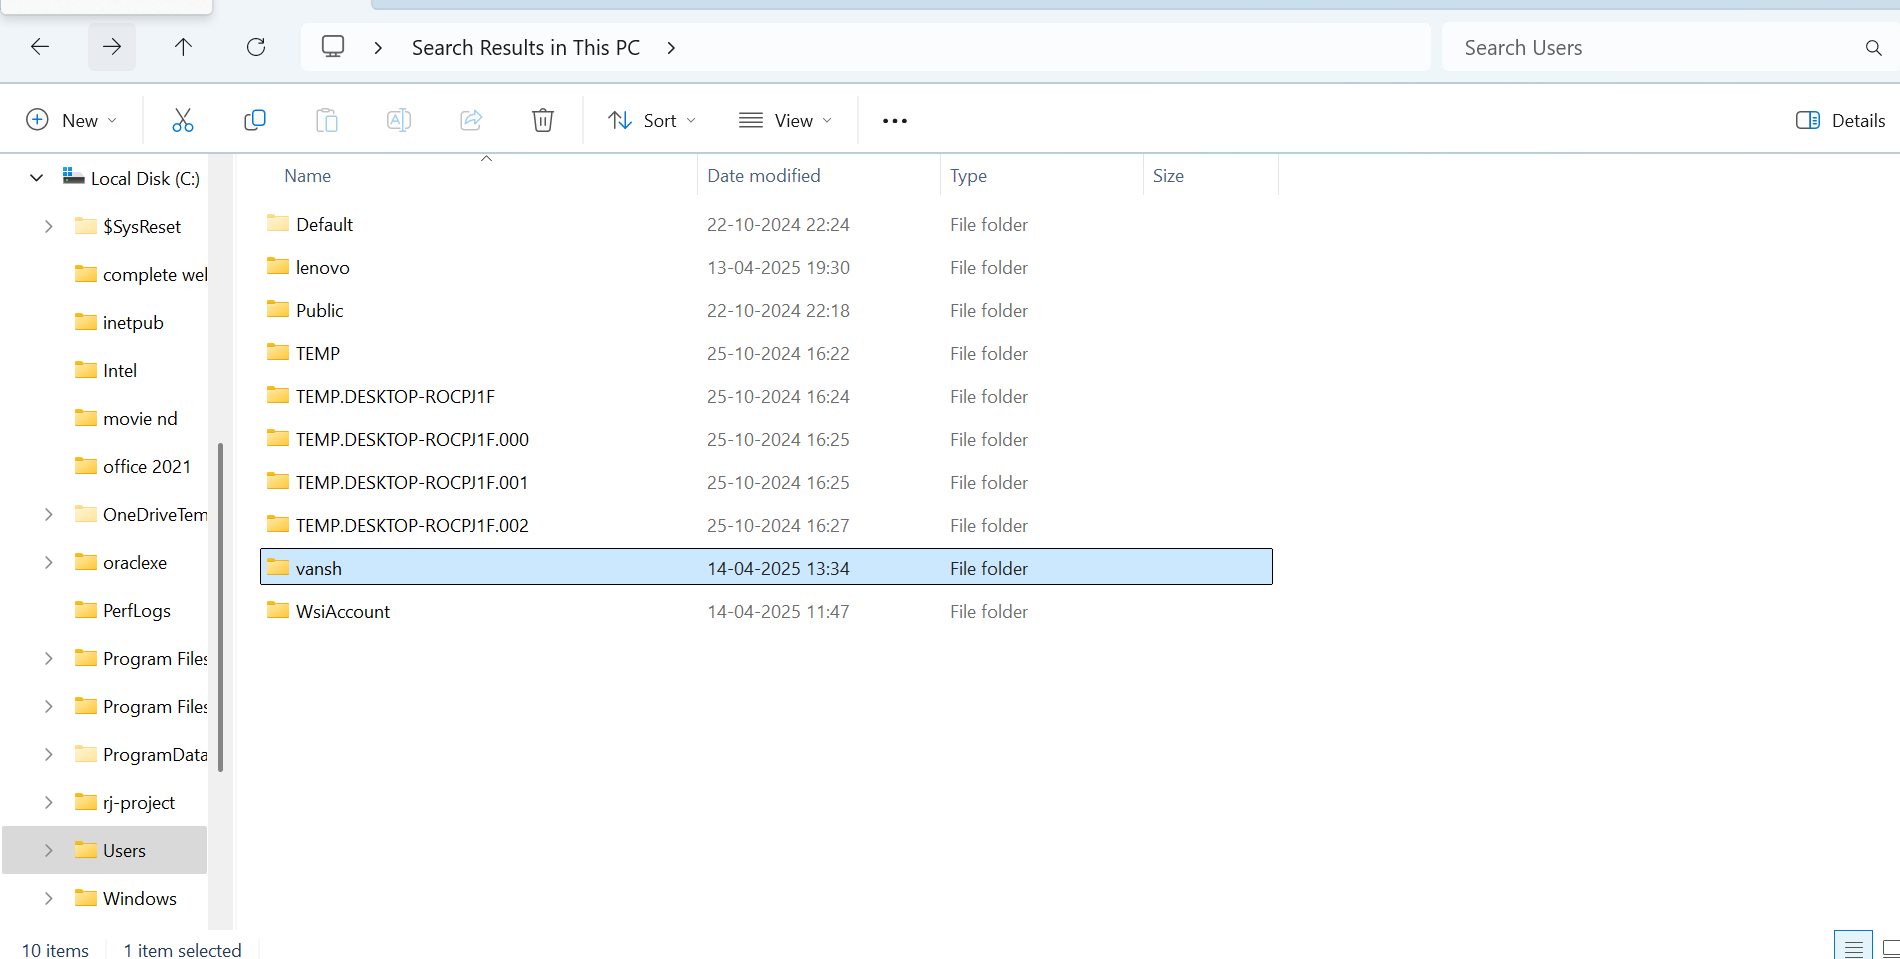 Search Results in This PC
Search Users
New
Sort
View
Details
Local Disk (C:)
$SysReset
complete wel
inetpub
Intel
movie nd
office 2021
OneDriveTem
oraclexe
PerfLogs
Program Files
Program Files
ProgramData
rj-project
Users
Windows
Name Date modified Type Size
Default 22-10-2024 22:24 File folder
lenovo 13-04-2025 19:30 File folder
Public 22-10-2024 22:18 File folder
TEMP 25-10-2024 16:22 File folder
TEMP.DESKTOP-ROCPJ1F 25-10-2024 16:24 File folder
TEMP.DESKTOP-ROCPJ1F.000 25-10-2024 16:25 File folder
TEMP.DESKTOP-ROCPJ1F.001 25-10-2024 16:25 File folder
TEMP.DESKTOP-ROCPJ1F.002 25-10-2024 16:27 File folder
vansh 14-04-2025 13:34 File folder
WsiAccount 14-04-2025 11:47 File folder
10 items 1 item selected